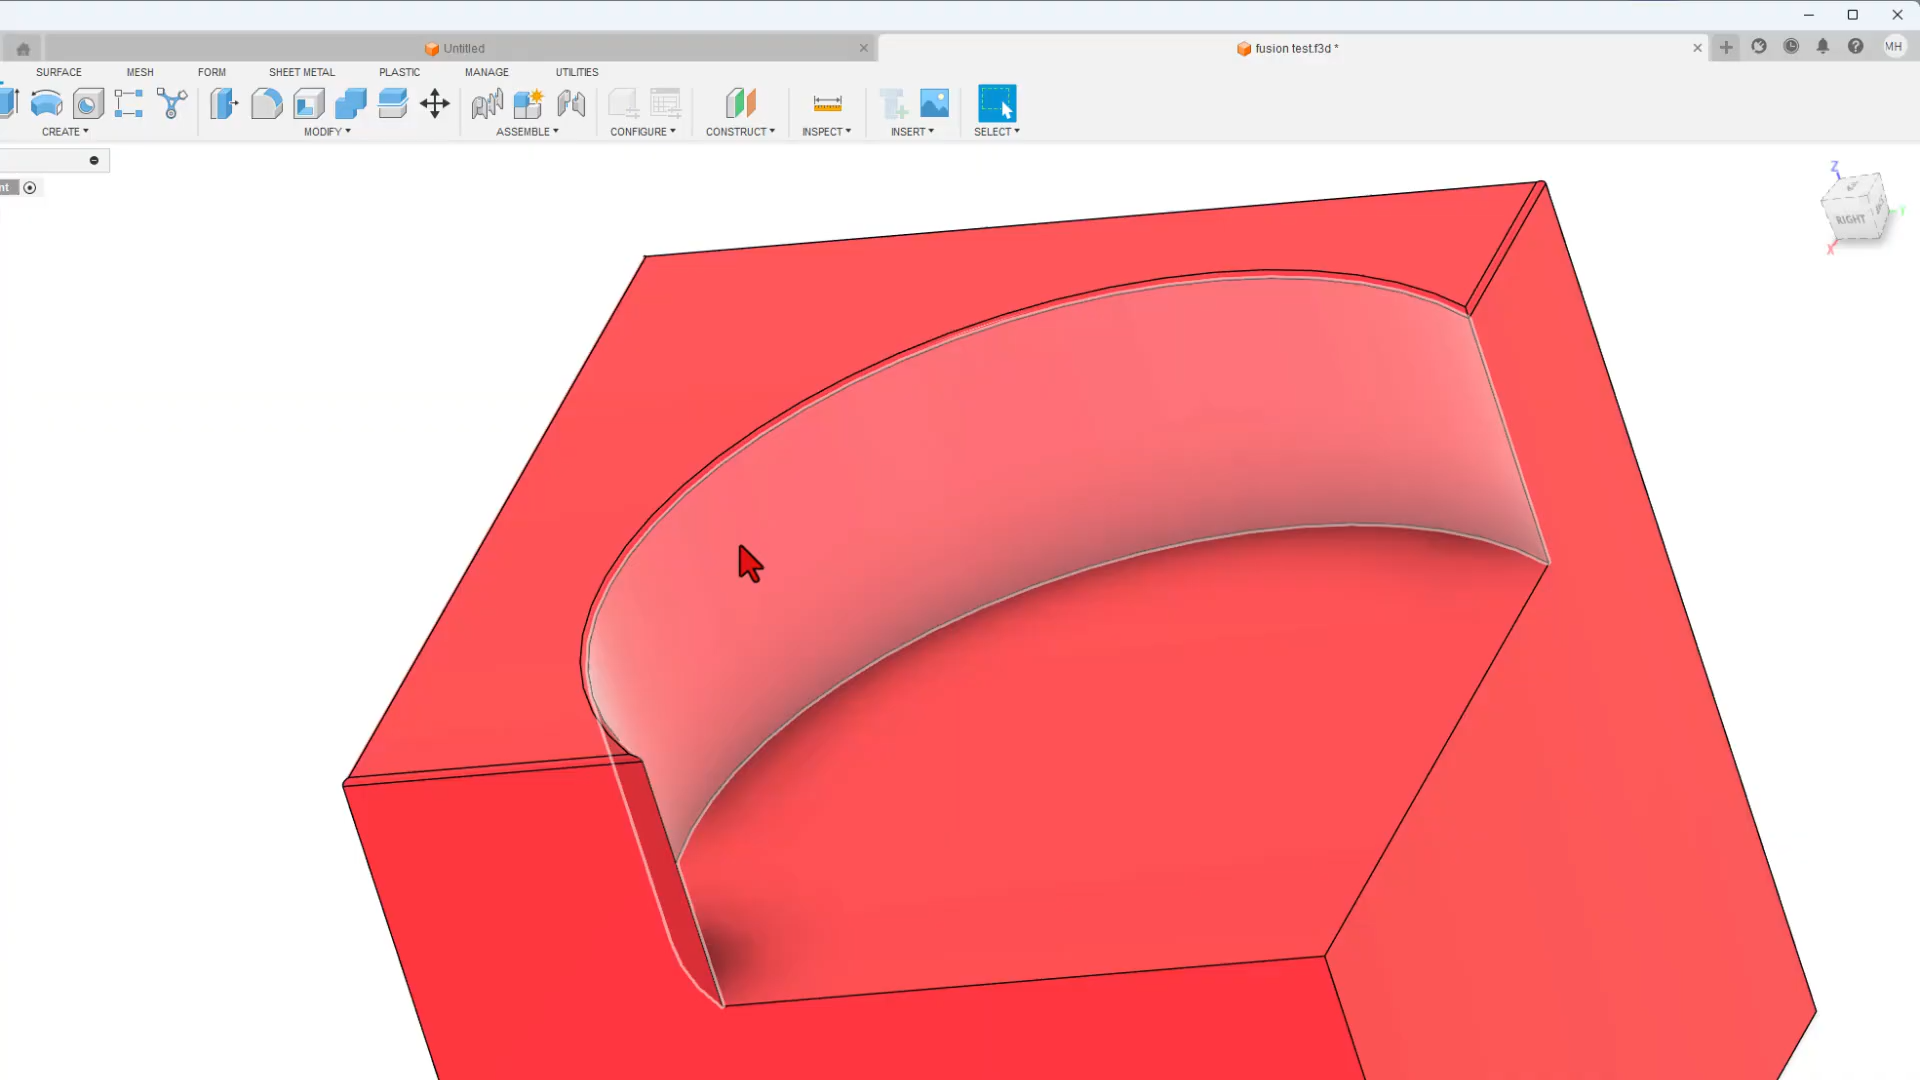 Untitled
fusion test.f3d *
MH
SURFACE
MESH
FORM
SHEET METAL
PLASTIC
MANAGE
UTILITIES
CREATE
MODIFY
ASSEMBLE
CONFIGURE
CONSTRUCT
INSPECT
INSERT
SELECT
nt
Z
RIGHT
Y
X